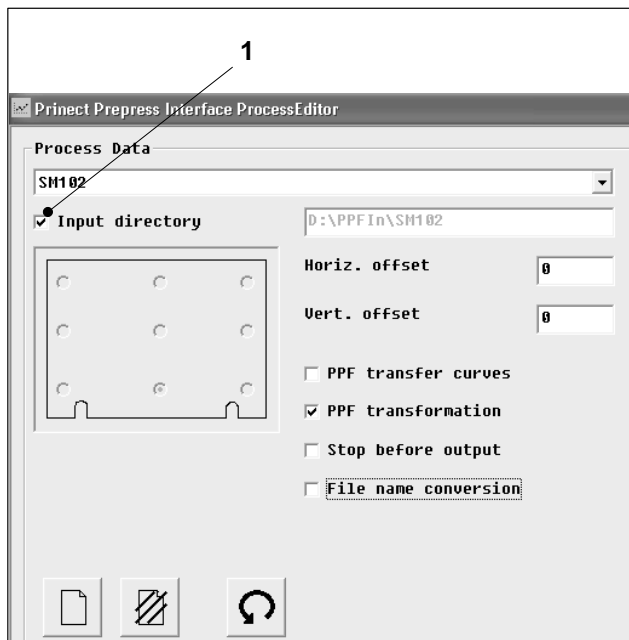 1
Prinect Prepress Interface ProcessEditor
Process Data
SM102
Input directory
D:\PPFIn\SM102
Horiz. offset
0
Vert. offset
0
PPF transfer curves
PPF transformation
Stop before output
File name conversion